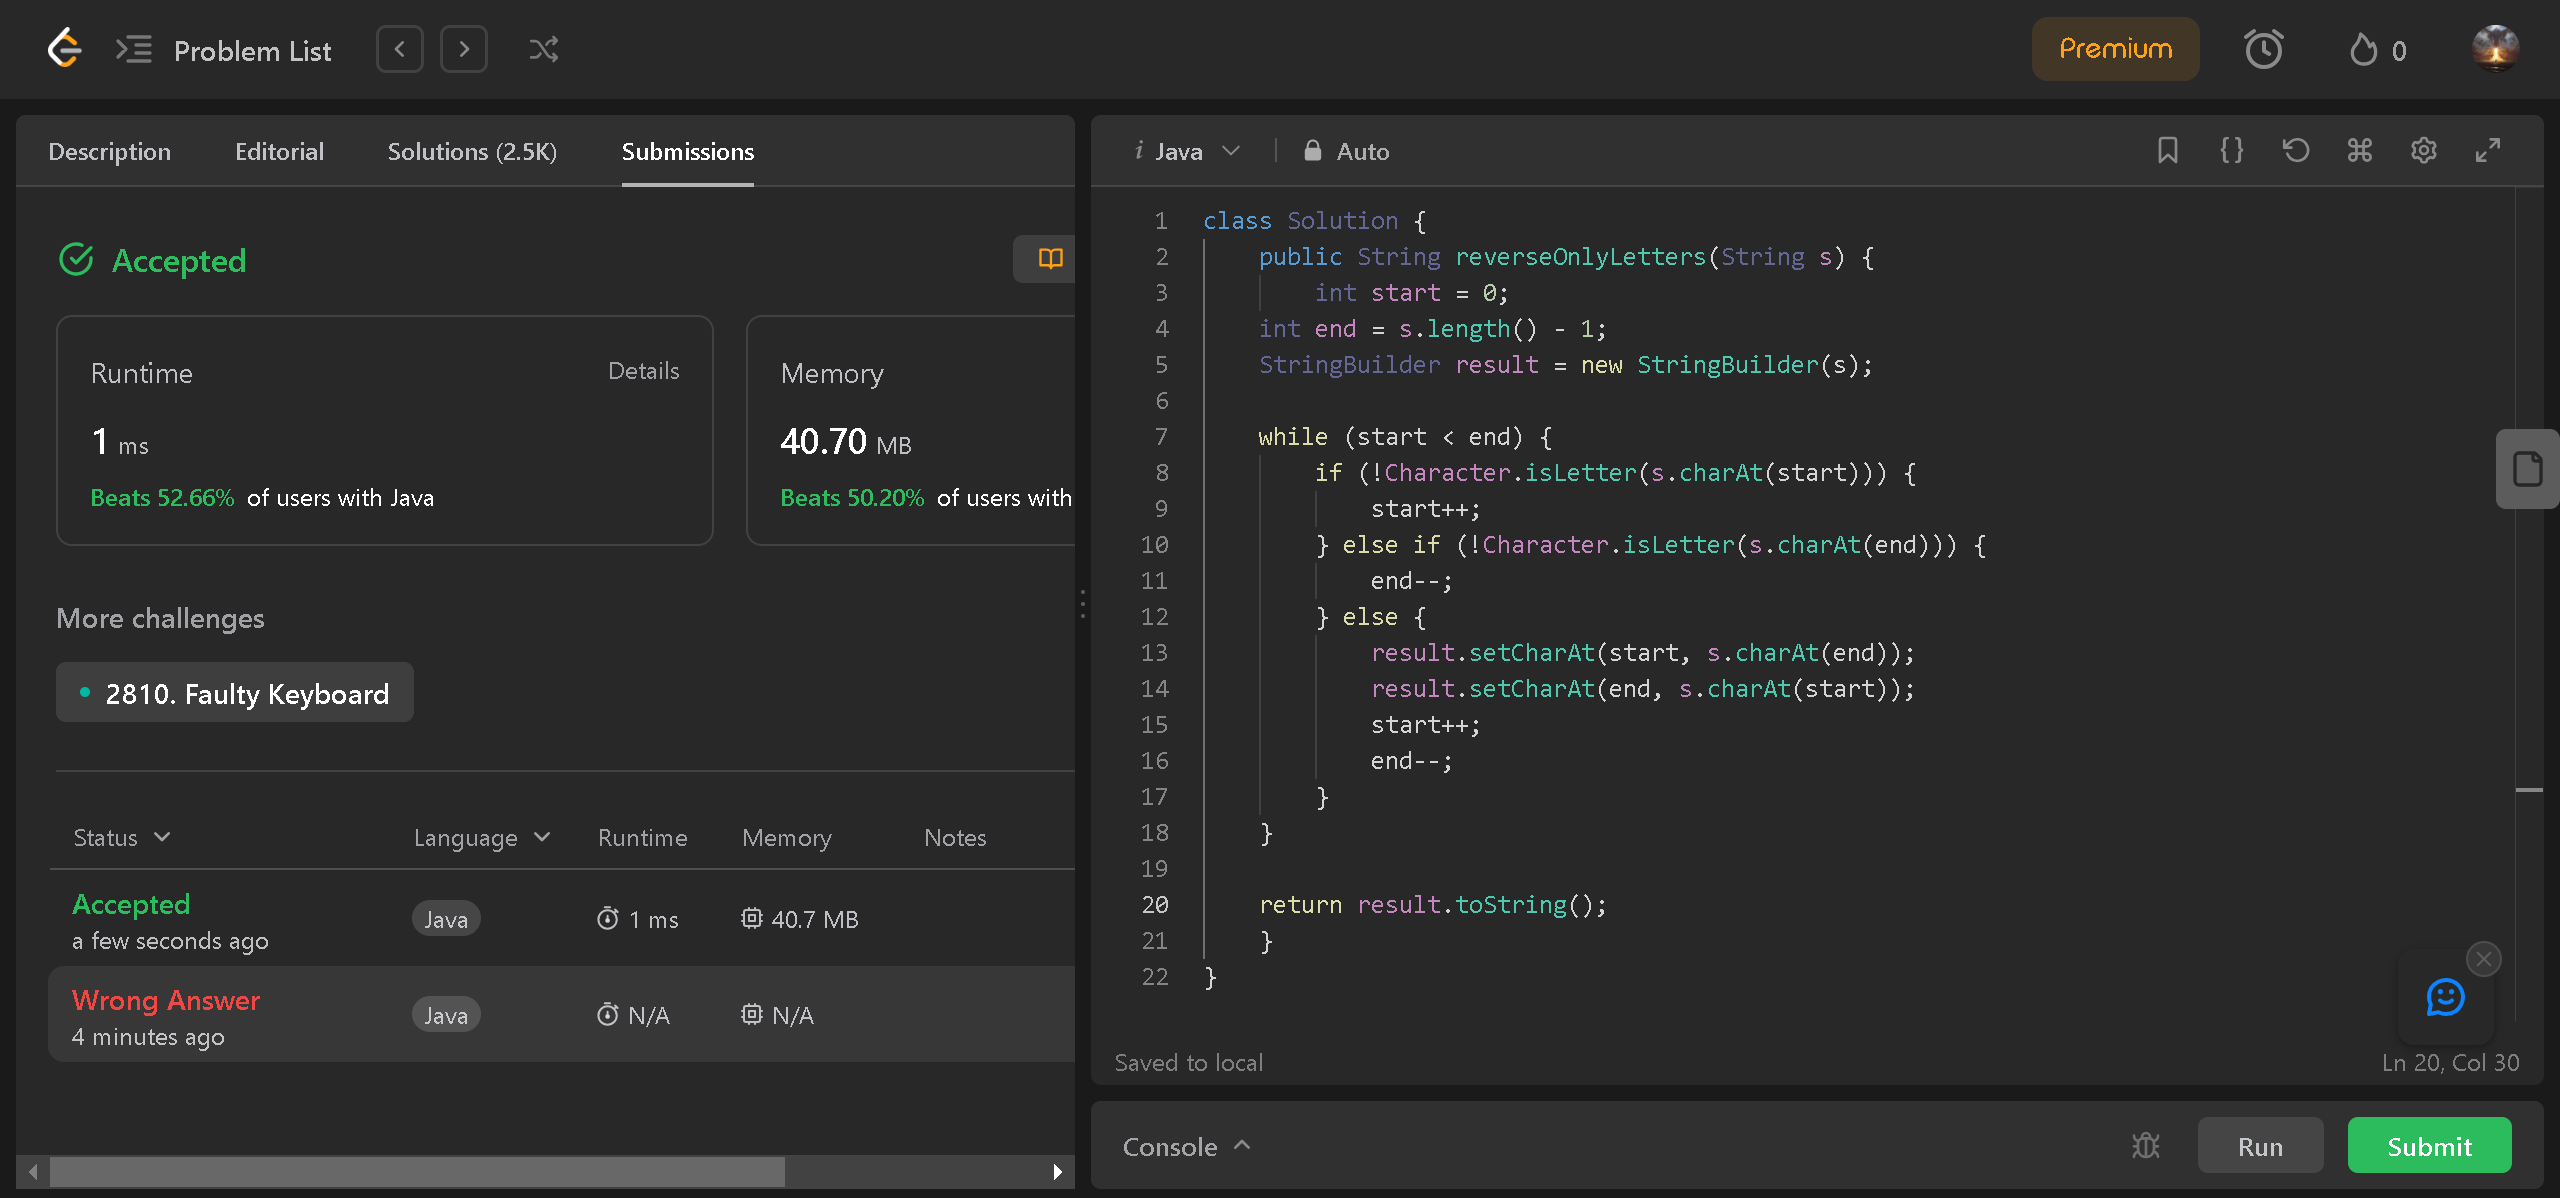 Problem List
Premium
0
Description Editorial Solutions (2.5K) Submissions
Accepted
Runtime Details
1 ms
Beats 52.66% of users with Java
Memory
40.70 MB
Beats 50.20% of users with
More challenges
2810. Faulty Keyboard
Status Language Runtime Memory Notes
Accepted
a few seconds ago
Java 1 ms 40.7 MB
Wrong Answer
4 minutes ago
Java N/A N/A
i Java Auto
1 class Solution {
2 public String reverseOnlyLetters(String s) {
3 int start = 0;
4 int end = s.length() - 1;
5 StringBuilder result = new StringBuilder(s);
6
7 while (start < end) {
8 if (!Character.isLetter(s.charAt(start))) {
9 start++;
10 } else if (!Character.isLetter(s.charAt(end))) {
11 end--;
12 } else {
13 result.setCharAt(start, s.charAt(end));
14 result.setCharAt(end, s.charAt(start));
15 start++;
16 end--;
17 }
18 }
19
20 return result.toString();
21 }
22 }
Saved to local
Ln 20, Col 30
Console
Run
Submit